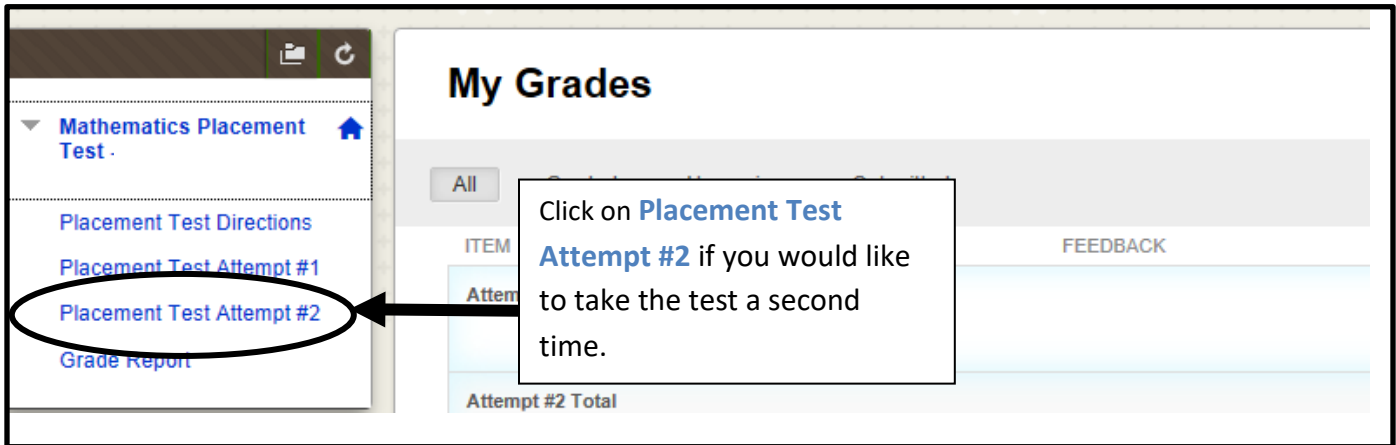 Mathematics Placement
Test -
Placement Test Directions
Placement Test Attempt #1
Placement Test Attempt #2
Grade Report
My Grades
All
ITEM
FEEDBACK
Click on Placement Test
Attempt #2 if you would like
to take the test a second
time.
Attempt #2 Total